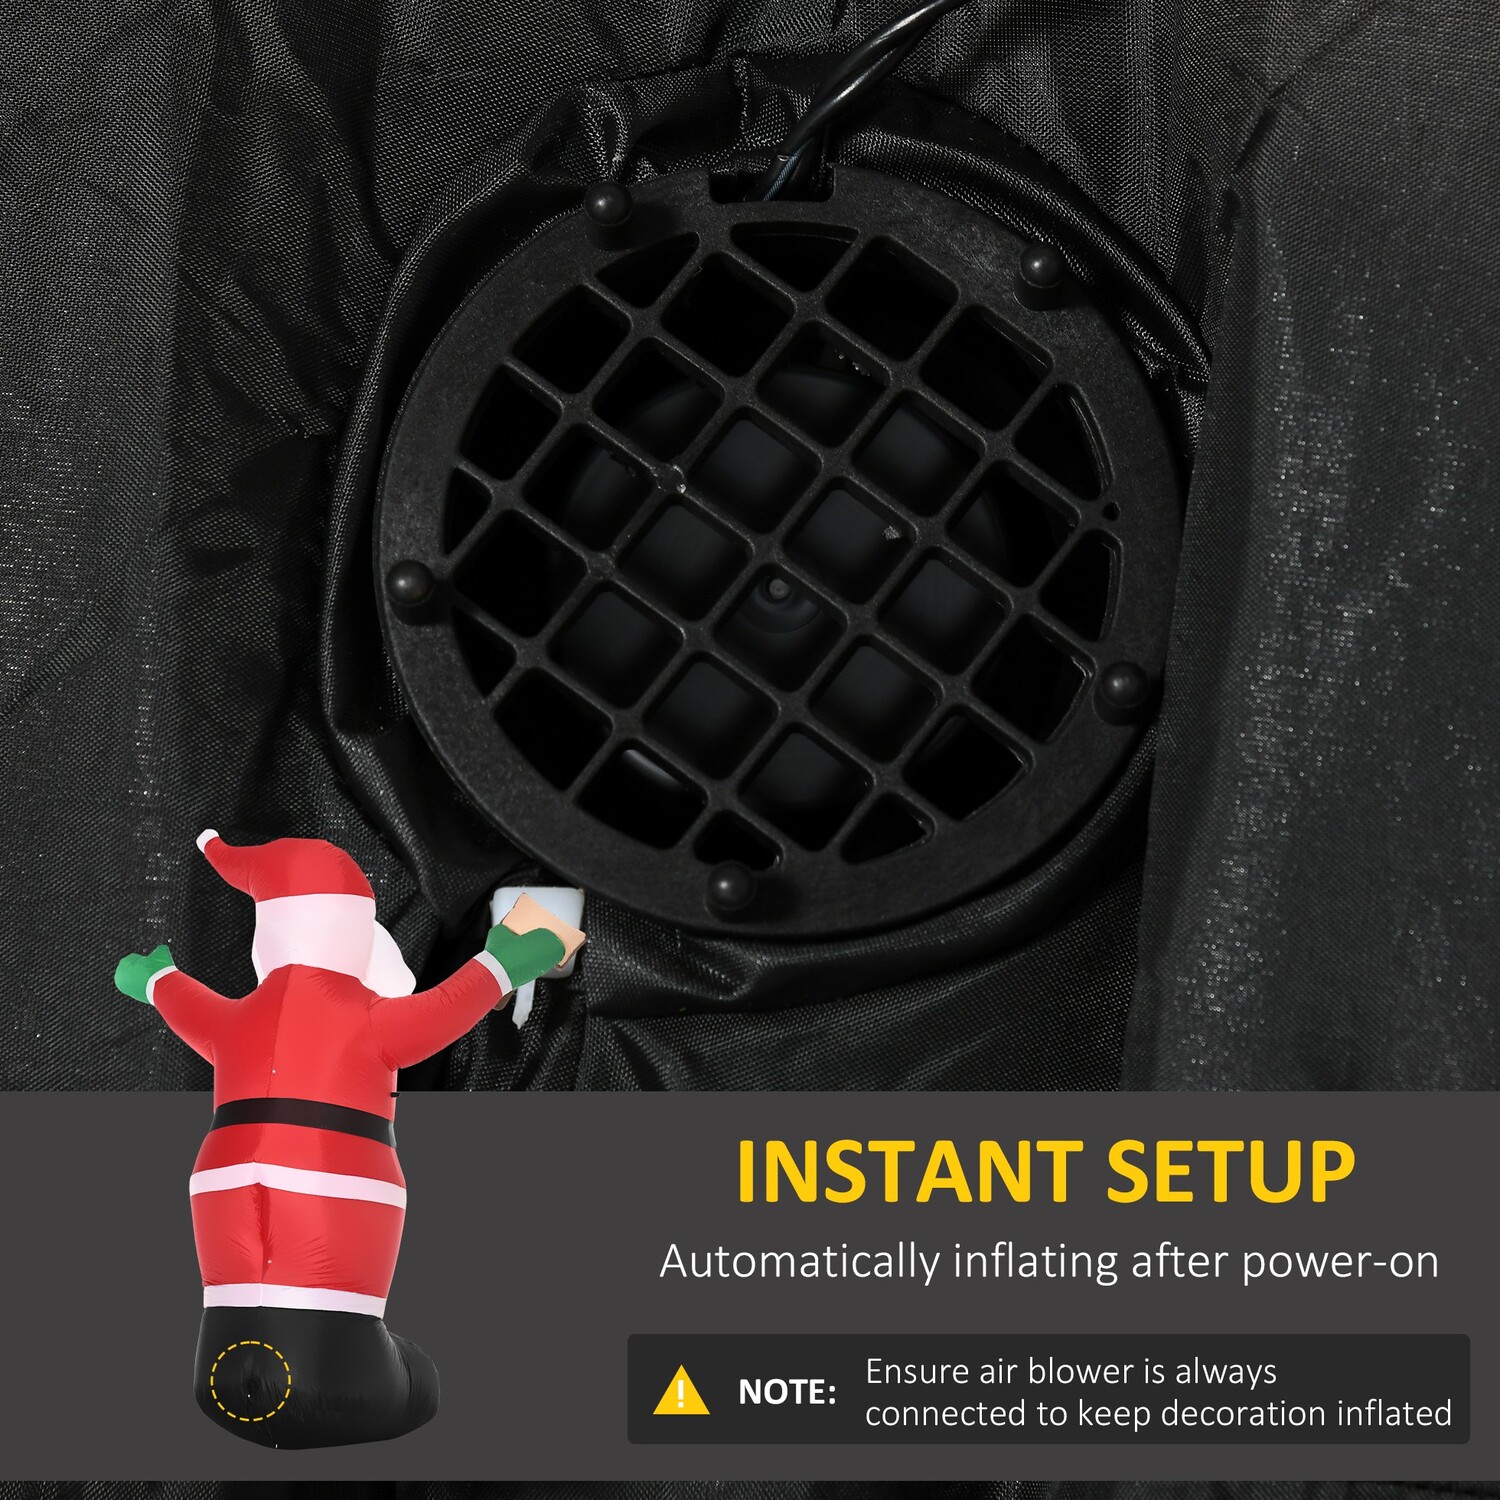 INSTANT SETUP
Automatically inflating after power-on
NOTE:
Ensure air blower is always
connected to keep decoration inflated